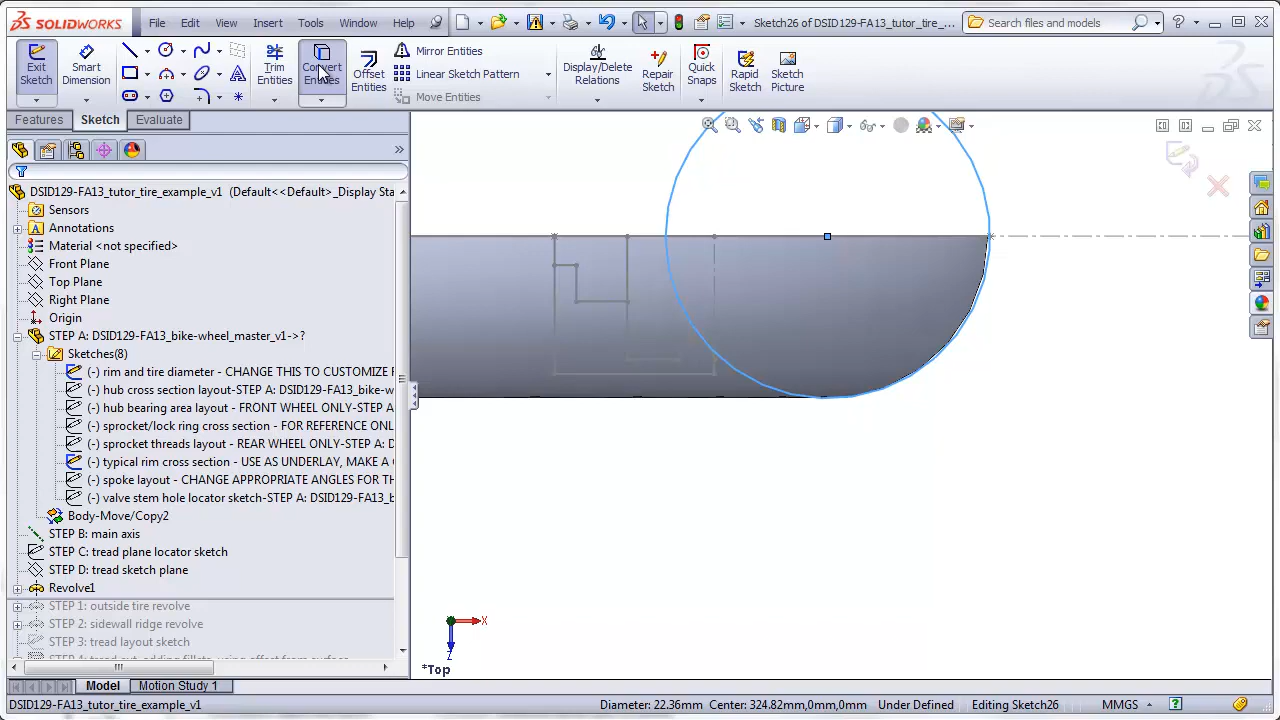 SOLIDWORKS File Edit View Insert Tools Window Help Sketch26 of DSID129-FA13_tutor_tire_... Search files and models
Exit Sketch
Smart Dimension
Trim Entities
Convert Entities
Offset Entities
Mirror Entities
Linear Sketch Pattern
Move Entities
Display/Delete Relations
Repair Sketch
Quick Snaps
Rapid Sketch
Sketch Picture
Features Sketch Evaluate
DSID129-FA13_tutor_tire_example_v1 (Default<<Default>_Display Sta
Sensors
Annotations
Material <not specified>
Front Plane
Top Plane
Right Plane
Origin
STEP A: DSID129-FA13_bike-wheel_master_v1->?
Sketches(8)
(-) rim and tire diameter - CHANGE THIS TO CUSTOMIZE F
(-) hub cross section layout-STEP A: DSID129-FA13_bike-w
(-) hub bearing area layout - FRONT WHEEL ONLY-STEP A
(-) sprocket/lock ring cross section - FOR REFERENCE ONL
(-) sprocket threads layout - REAR WHEEL ONLY-STEP A: D
(-) typical rim cross section - USE AS UNDERLAY, MAKE A C
(-) spoke layout - CHANGE APPROPRIATE ANGLES FOR TH
(-) valve stem hole locator sketch-STEP A: DSID129-FA13_b
Body-Move/Copy2
STEP B: main axis
STEP C: tread plane locator sketch
STEP D: tread sketch plane
Revolve1
STEP 1: outside tire revolve
STEP 2: sidewall ridge revolve
STEP 3: tread layout sketch
X
Z
*Top
Model Motion Study 1
DSID129-FA13_tutor_tire_example_v1 Diameter: 22.36mm Center: 324.82mm,0mm,0mm Under Defined Editing Sketch26 MMGS